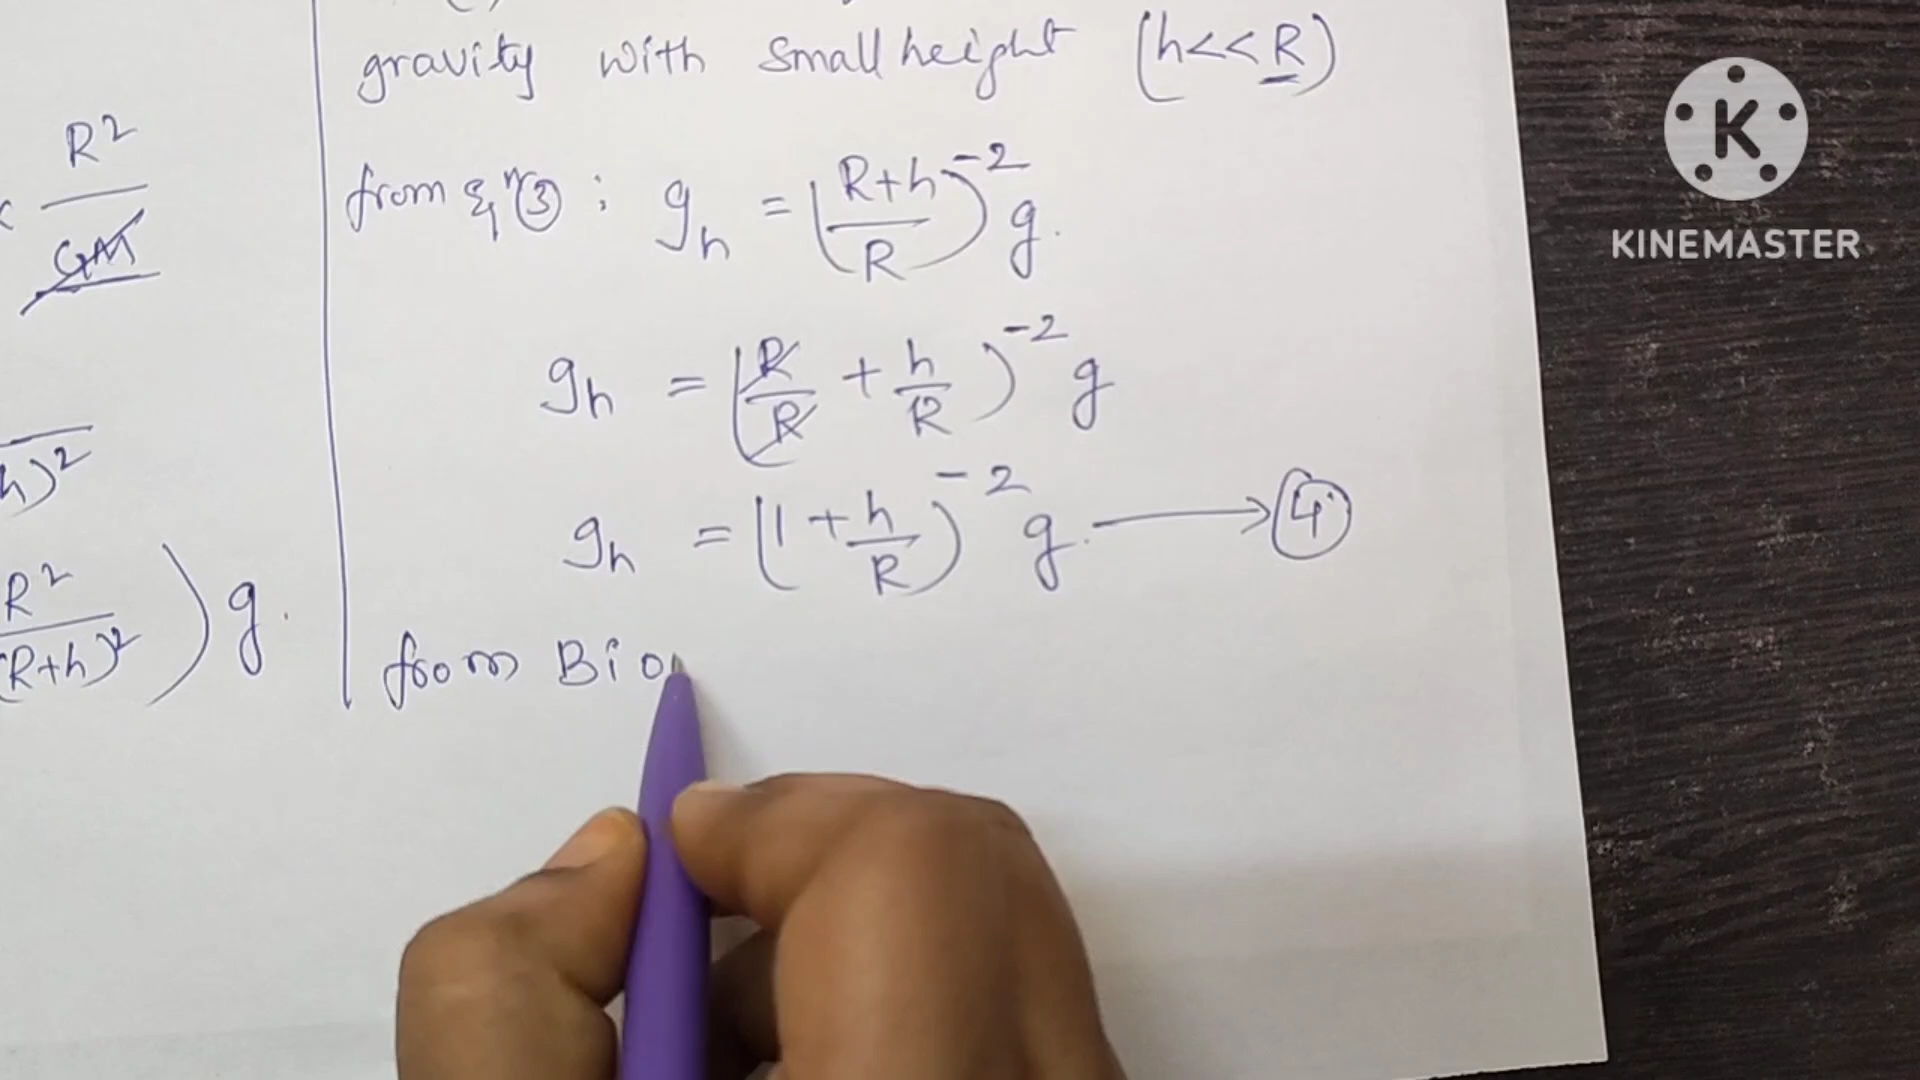 R²
GM
h)²
R²
(R+h)²
) g.
gravity with small height (h<<R)
from eqⁿ ③ : gₕ = (R+h/R)⁻² g.
gₕ = (R/R + h/R)⁻² g
gₕ = (1 + h/R)⁻² g. → ④
from Bio
K
KINEMASTER